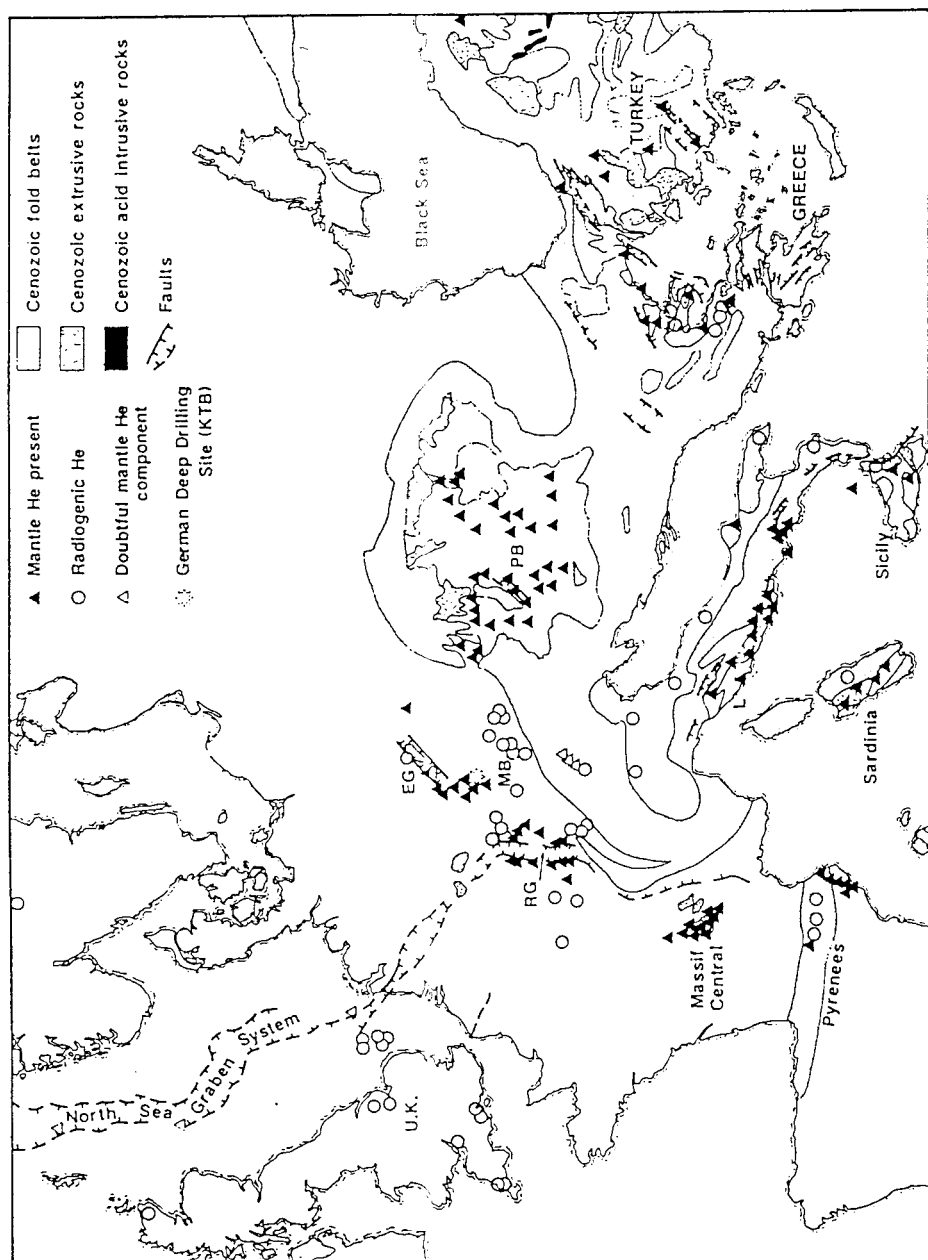 ▲ Mantle He present
○ Radiogenic He
△ Doubtful mantle He
component
German Deep Drilling
Site (KTB)
Cenozoic fold belts
Cenozoic extrusive rocks
Cenozoic acid intrusive rocks
Faults
North Sea
Graben System
U.K.
EG
MB
RG
PB
L
Massif
Central
Pyrenees
Sardinia
Sicily
Black Sea
TURKEY
GREECE